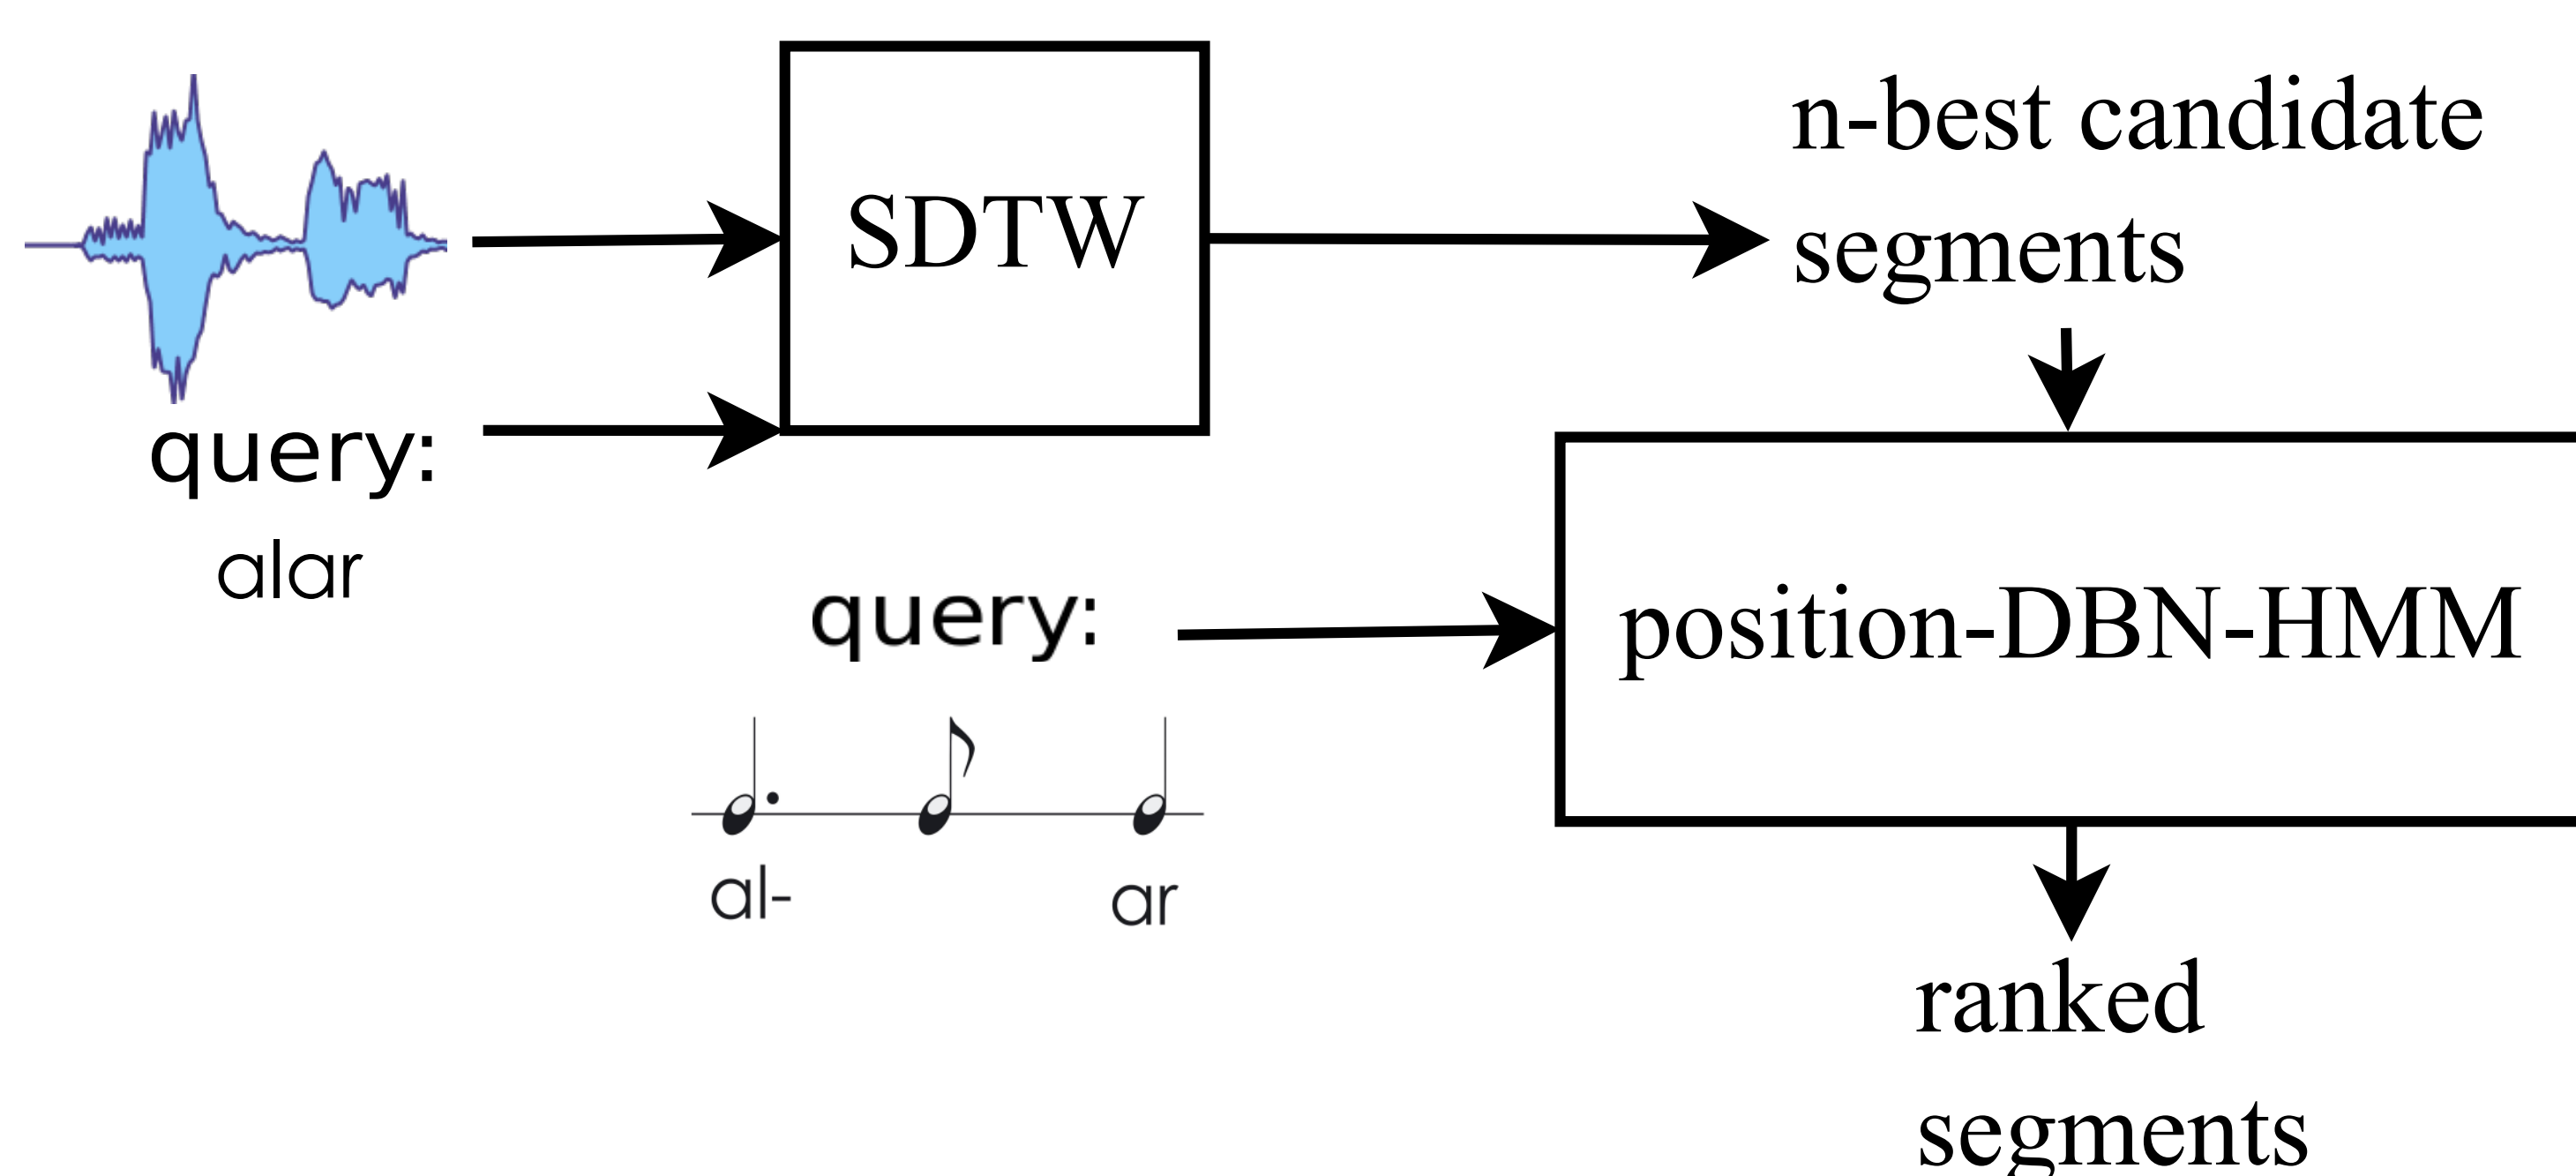 SDTW
n-best candidate
segments
query:
alar
query:
position-DBN-HMM
al-
ar
ranked
segments